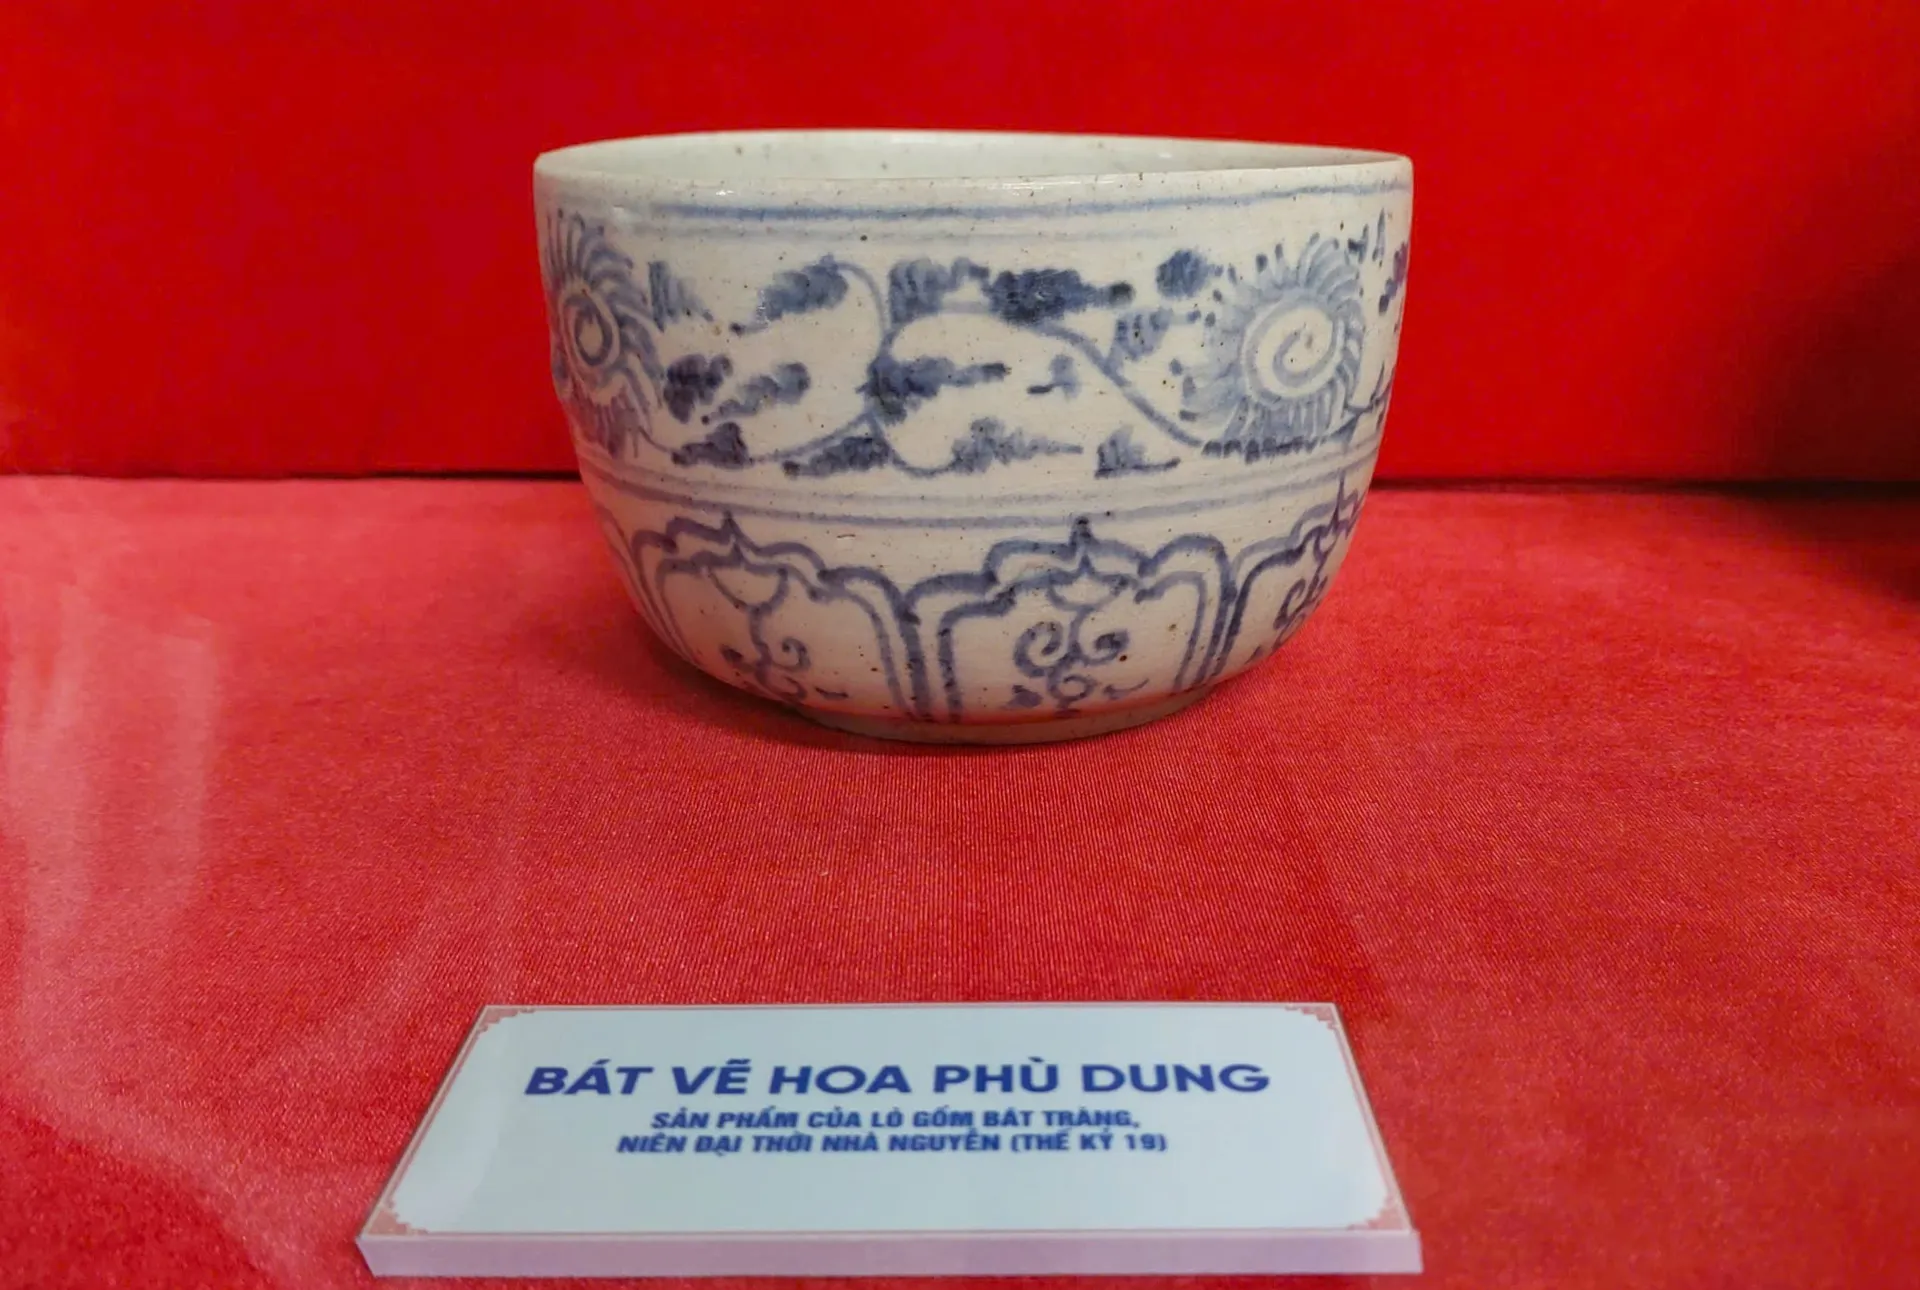 BÁT VẼ HOA PHÙ DUNG
SẢN PHẨM CỦA LÒ GỐM BÁT TRÀNG,
NIÊN ĐẠI THỜI NHÀ NGUYỄN (THẾ KỶ 19)